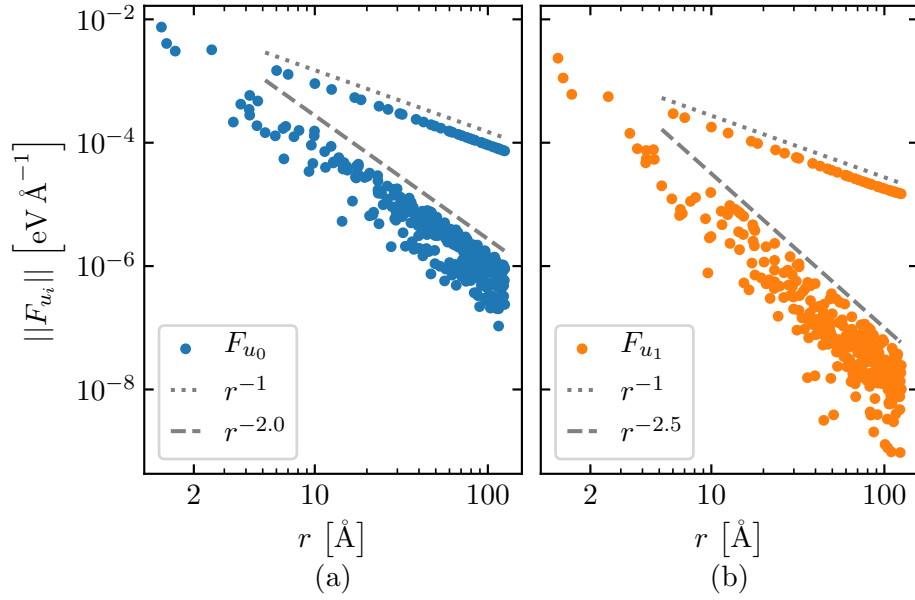 10⁻²
10⁻⁴
10⁻⁶
10⁻⁸
||F_{u_i}|| [eV Å⁻¹]
F_{u_0}
r⁻¹
r^{−2.0}
2
10
100
r [Å]
(a)
F_{u_1}
r⁻¹
r^{−2.5}
2
10
100
r [Å]
(b)